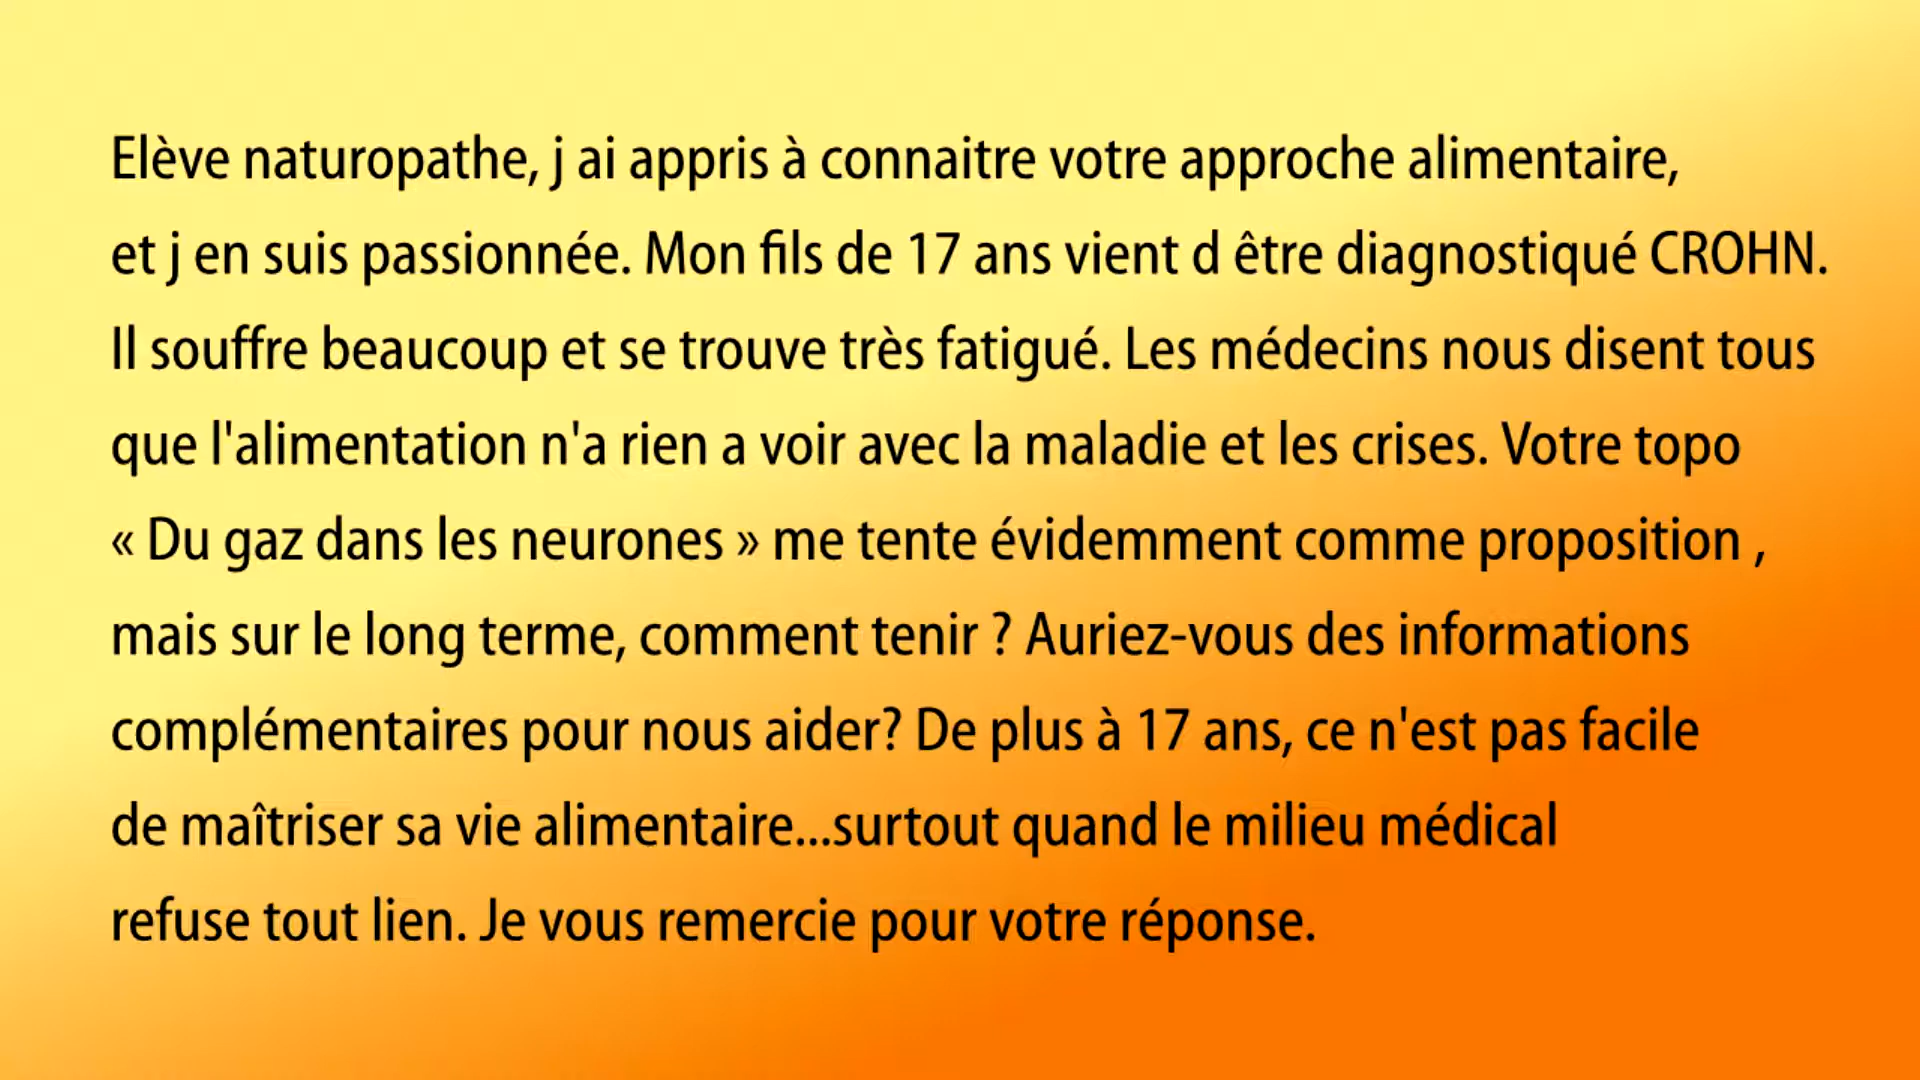 Elève naturopathe, j ai appris à connaitre votre approche alimentaire,
et j en suis passionnée. Mon fils de 17 ans vient d être diagnostiqué CROHN.
Il souffre beaucoup et se trouve très fatigué. Les médecins nous disent tous
que l'alimentation n'a rien a voir avec la maladie et les crises. Votre topo
« Du gaz dans les neurones » me tente évidemment comme proposition ,
mais sur le long terme, comment tenir ? Auriez-vous des informations
complémentaires pour nous aider? De plus à 17 ans, ce n'est pas facile
de maîtriser sa vie alimentaire...surtout quand le milieu médical
refuse tout lien. Je vous remercie pour votre réponse.